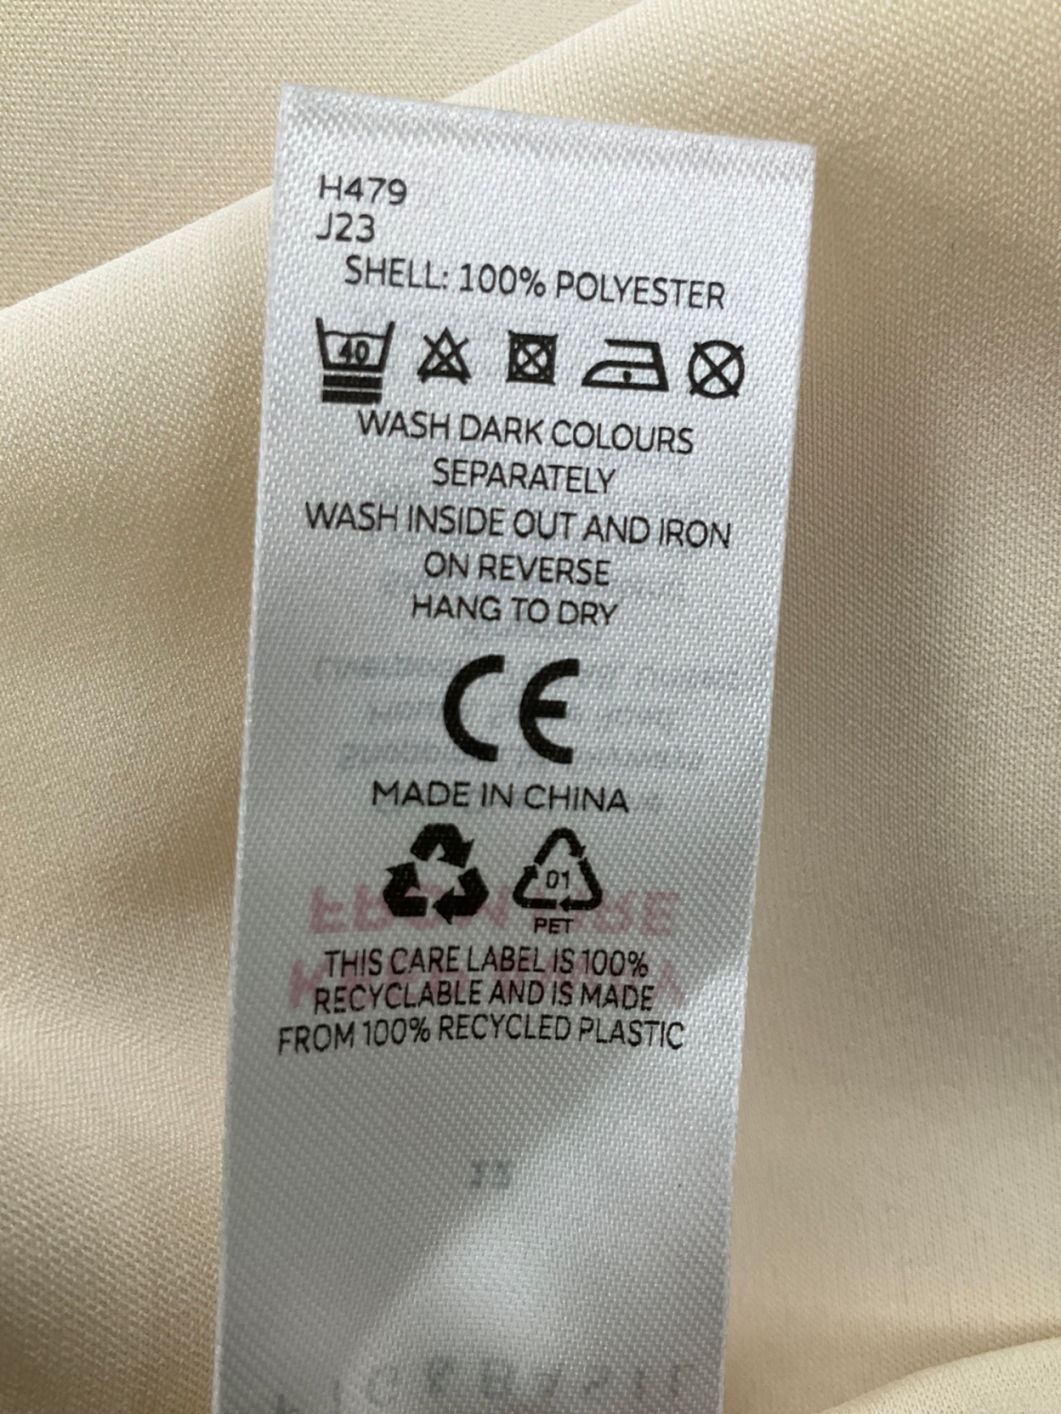 H479
J23
SHELL: 100% POLYESTER
40
WASH DARK COLOURS
SEPARATELY
WASH INSIDE OUT AND IRON
ON REVERSE
HANG TO DRY
CE
MADE IN CHINA
01
PET
THIS CARE LABEL IS 100%
RECYCLABLE AND IS MADE
FROM 100% RECYCLED PLASTIC